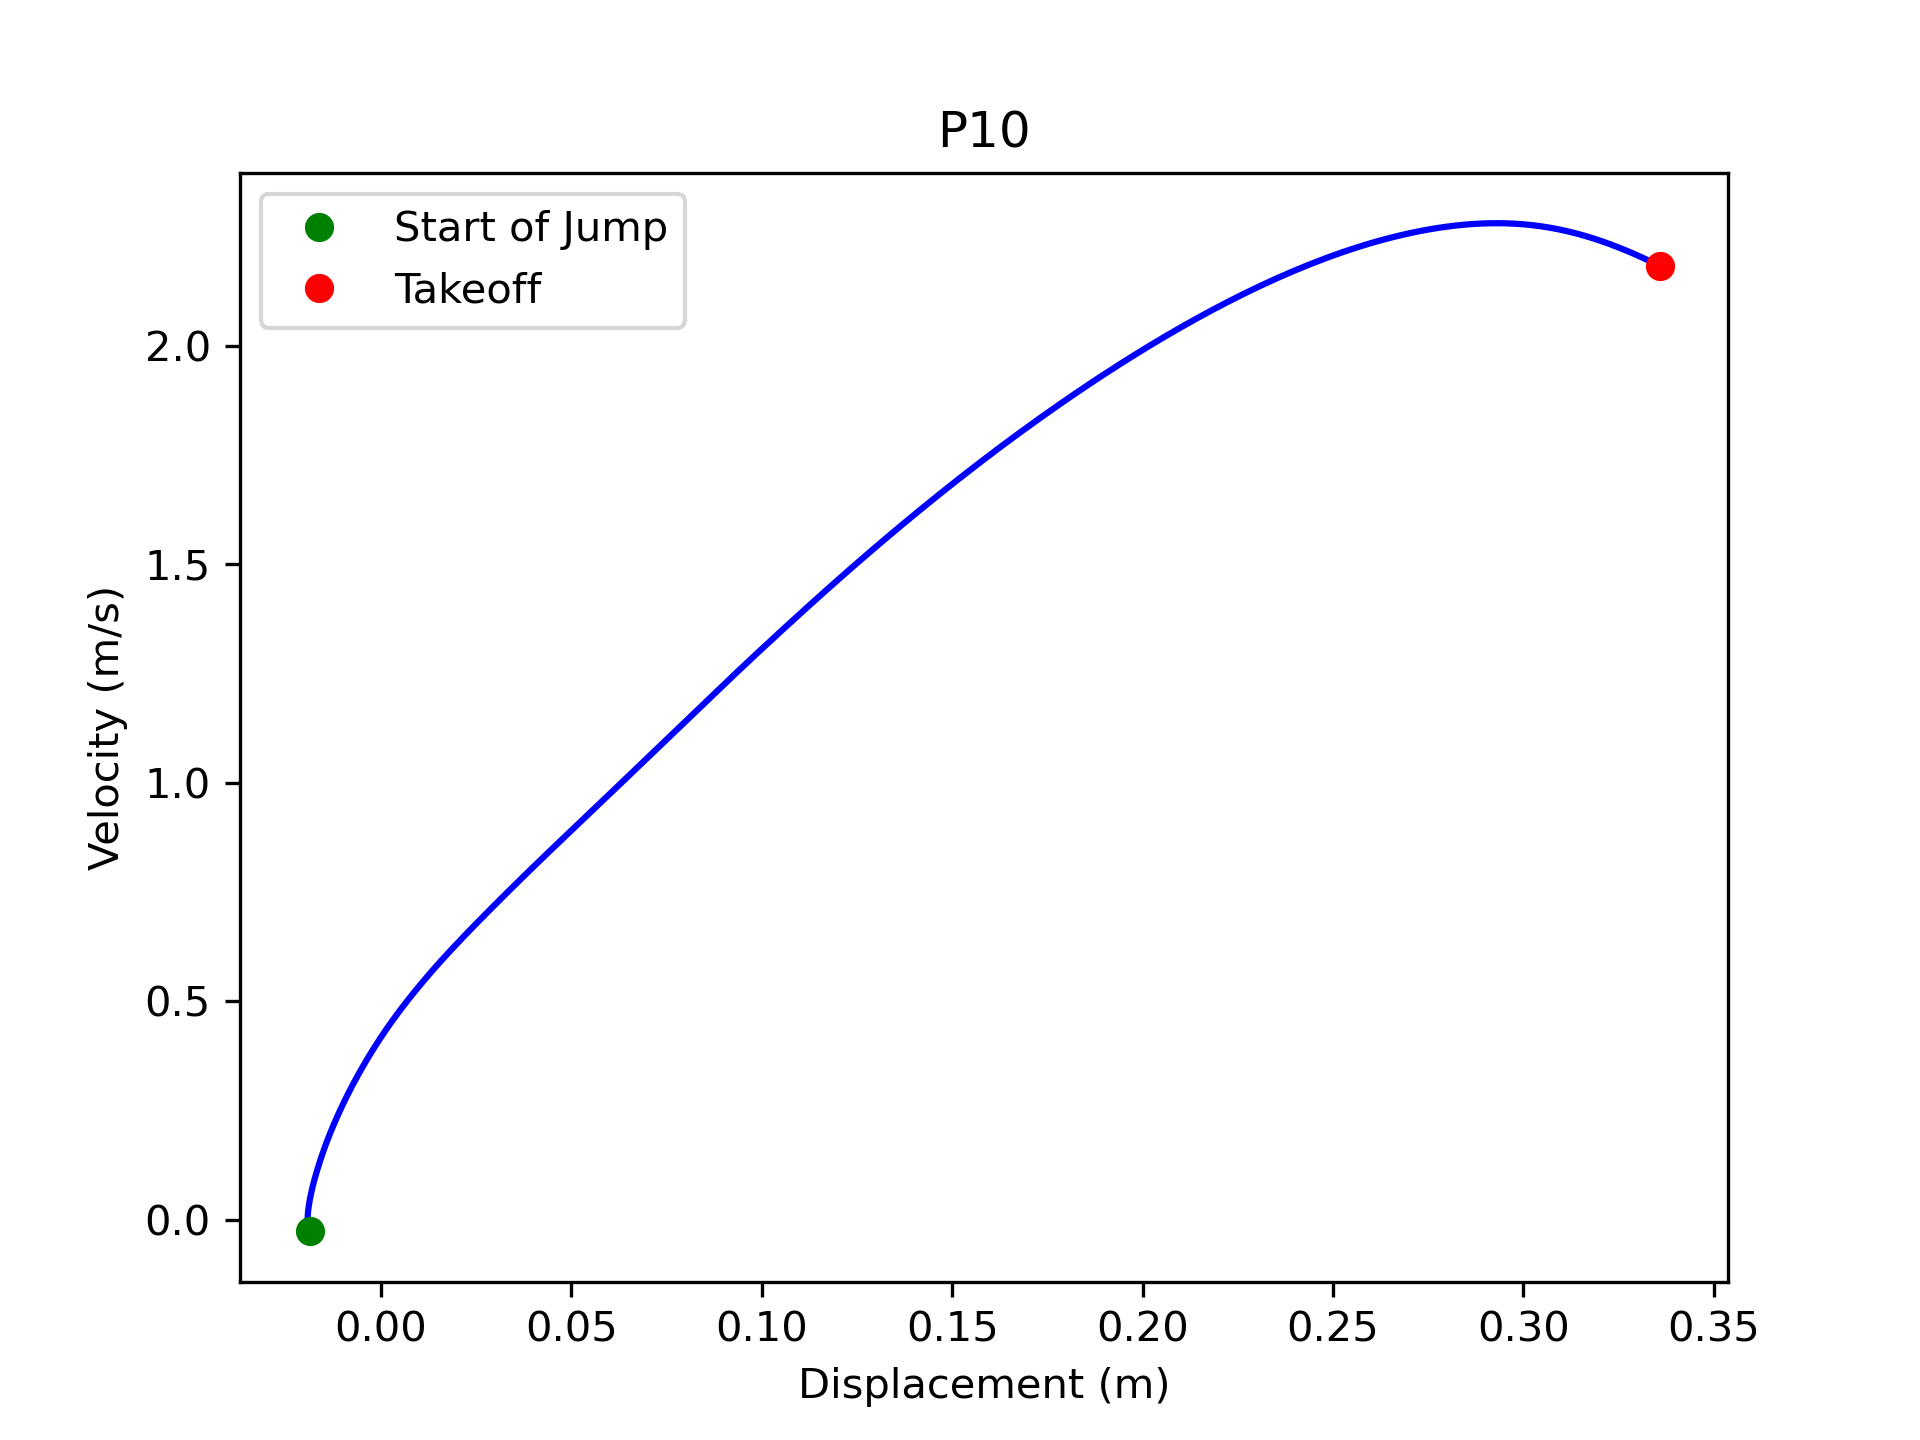 P10
Start of Jump
Takeoff
Velocity (m/s)
2.0
1.5
1.0
0.5
0.0
0.00 0.05 0.10 0.15 0.20 0.25 0.30 0.35
Displacement (m)